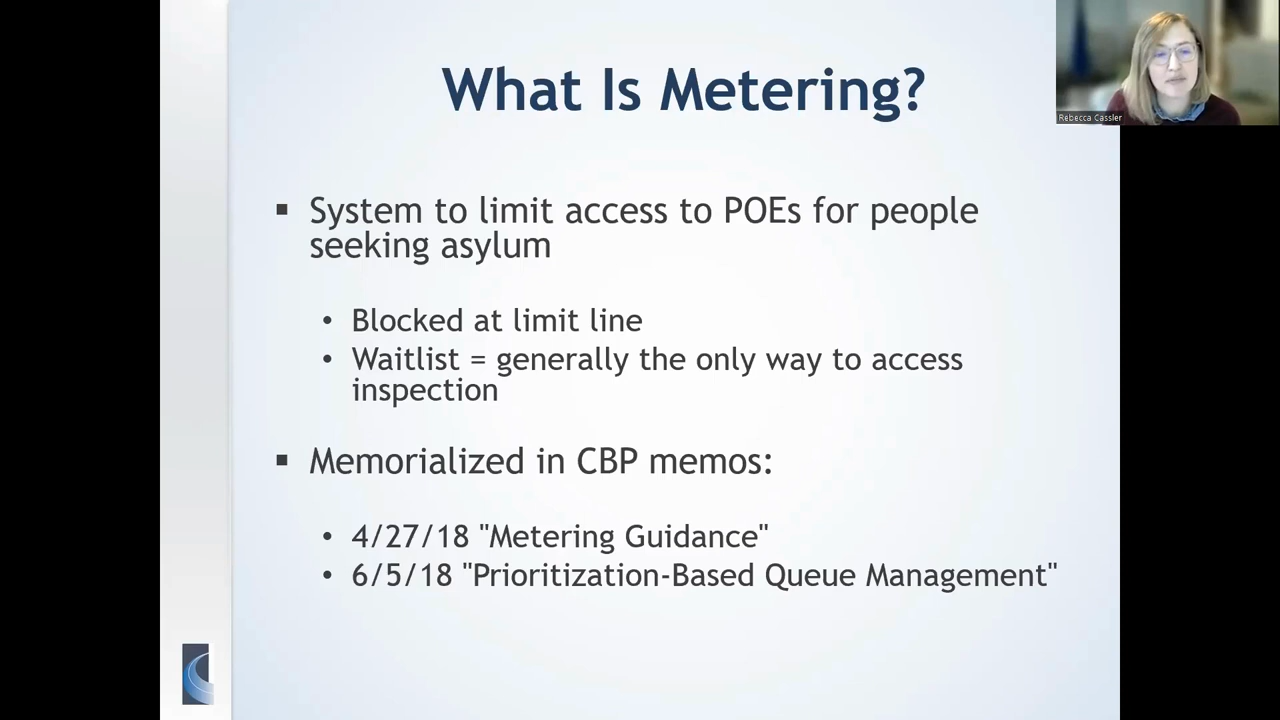 What Is Metering?
Rebecca Cassler
▪ System to limit access to POEs for people
seeking asylum
• Blocked at limit line
• Waitlist = generally the only way to access
inspection
▪ Memorialized in CBP memos:
• 4/27/18 "Metering Guidance"
• 6/5/18 "Prioritization-Based Queue Management"